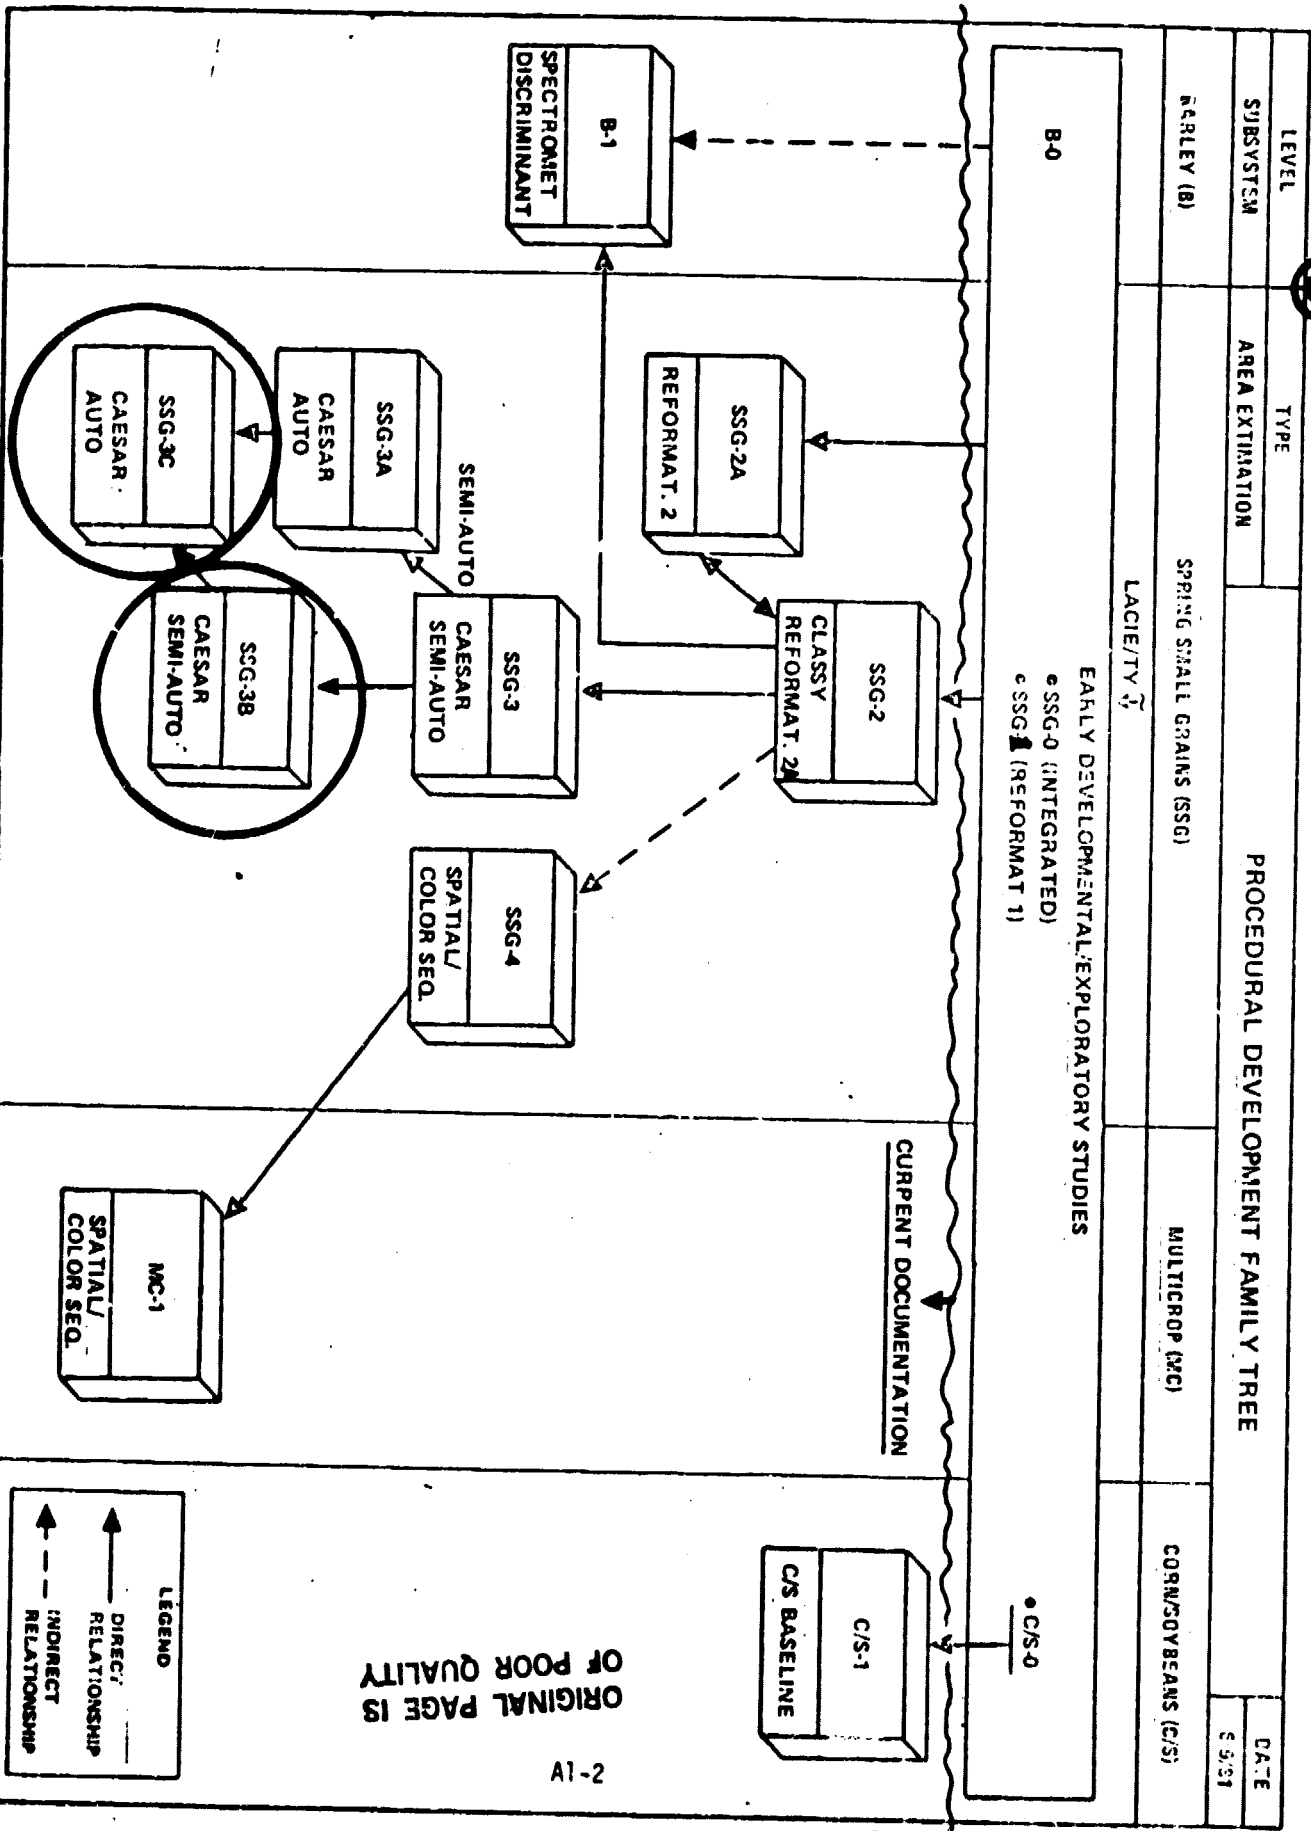 LEVEL
TYPE
PROCEDURAL DEVELOPMENT FAMILY TREE
DATE
SUBSYSTEM
AREA EXTIMATION
BARLEY (B)
SPRING SMALL GRAINS (SSG)
MULTICROP (MC)
CORN/SOYBEANS (C/S)
LACIE/TY
EARLY DEVELOPMENTAL/EXPLORATORY STUDIES
B-0
• SSG-0 (INTEGRATED)
(REFORMAT 1)
• C/S-0
CURRENT DOCUMENTATION
B-1
SPECTROMET
DISCRIMINANT
SSG-2A
REFORMAT. 2
SSG-2
CLASSY
REFORMAT. 2A
C/S-1
C/S BASELINE
SEMI-AUTO
SSG-3A
CAESAR
AUTO
SSG-3
CAESAR
SEMI-AUTO
SSG-4
SPATIAL/
COLOR SEQ.
SSG-3C
CAESAR
AUTO
SSG-3B
CAESAR
SEMI-AUTO
MC-1
SPATIAL/
COLOR SEQ.
LEGEND
DIRECT
RELATIONSHIP
INDIRECT
RELATIONSHIP
ORIGINAL PAGE IS
OF POOR QUALITY
A1-2